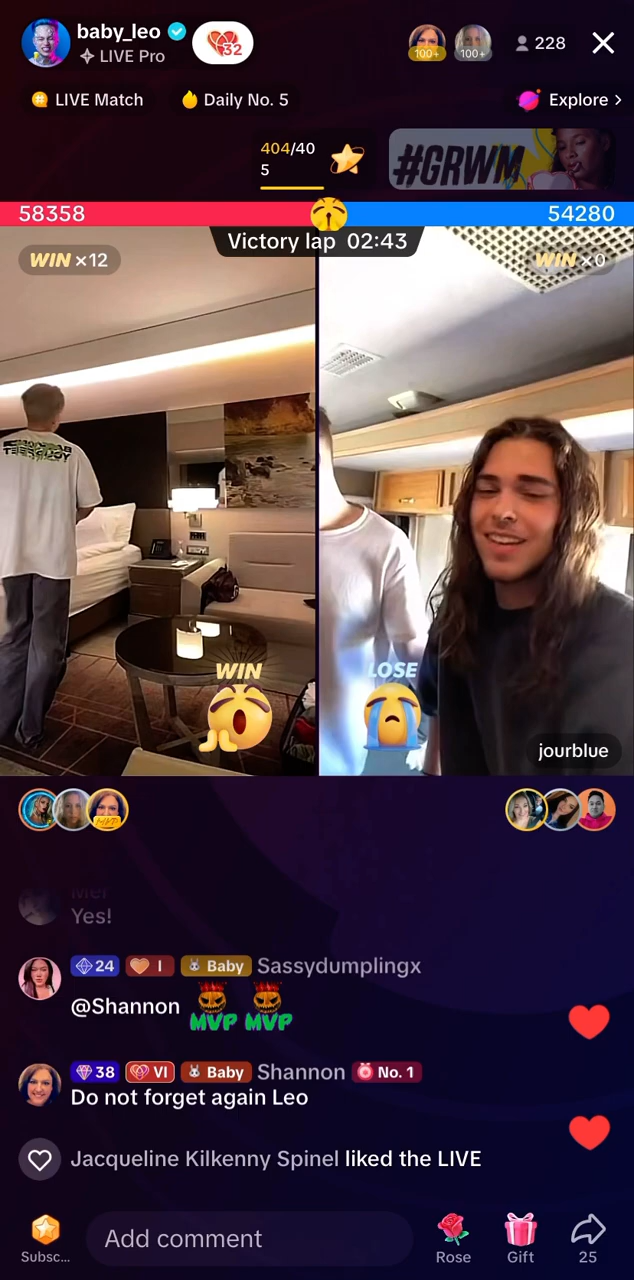 baby_leo
LIVE Pro
32
100+
100+
228
LIVE Match
Daily No. 5
Explore >
404/40
5
#GRWM
58358
54280
Victory lap 02:43
WIN ×12
WIN ×0
WIN
LOSE
jourblue
MVP
Mel
Yes!
24
I
Baby
Sassydumplingx
@Shannon
MVP MVP
38
VI
Baby
Shannon
No. 1
Do not forget again Leo
Jacqueline Kilkenny Spinel liked the LIVE
Subsc...
Add comment
Rose
Gift
25